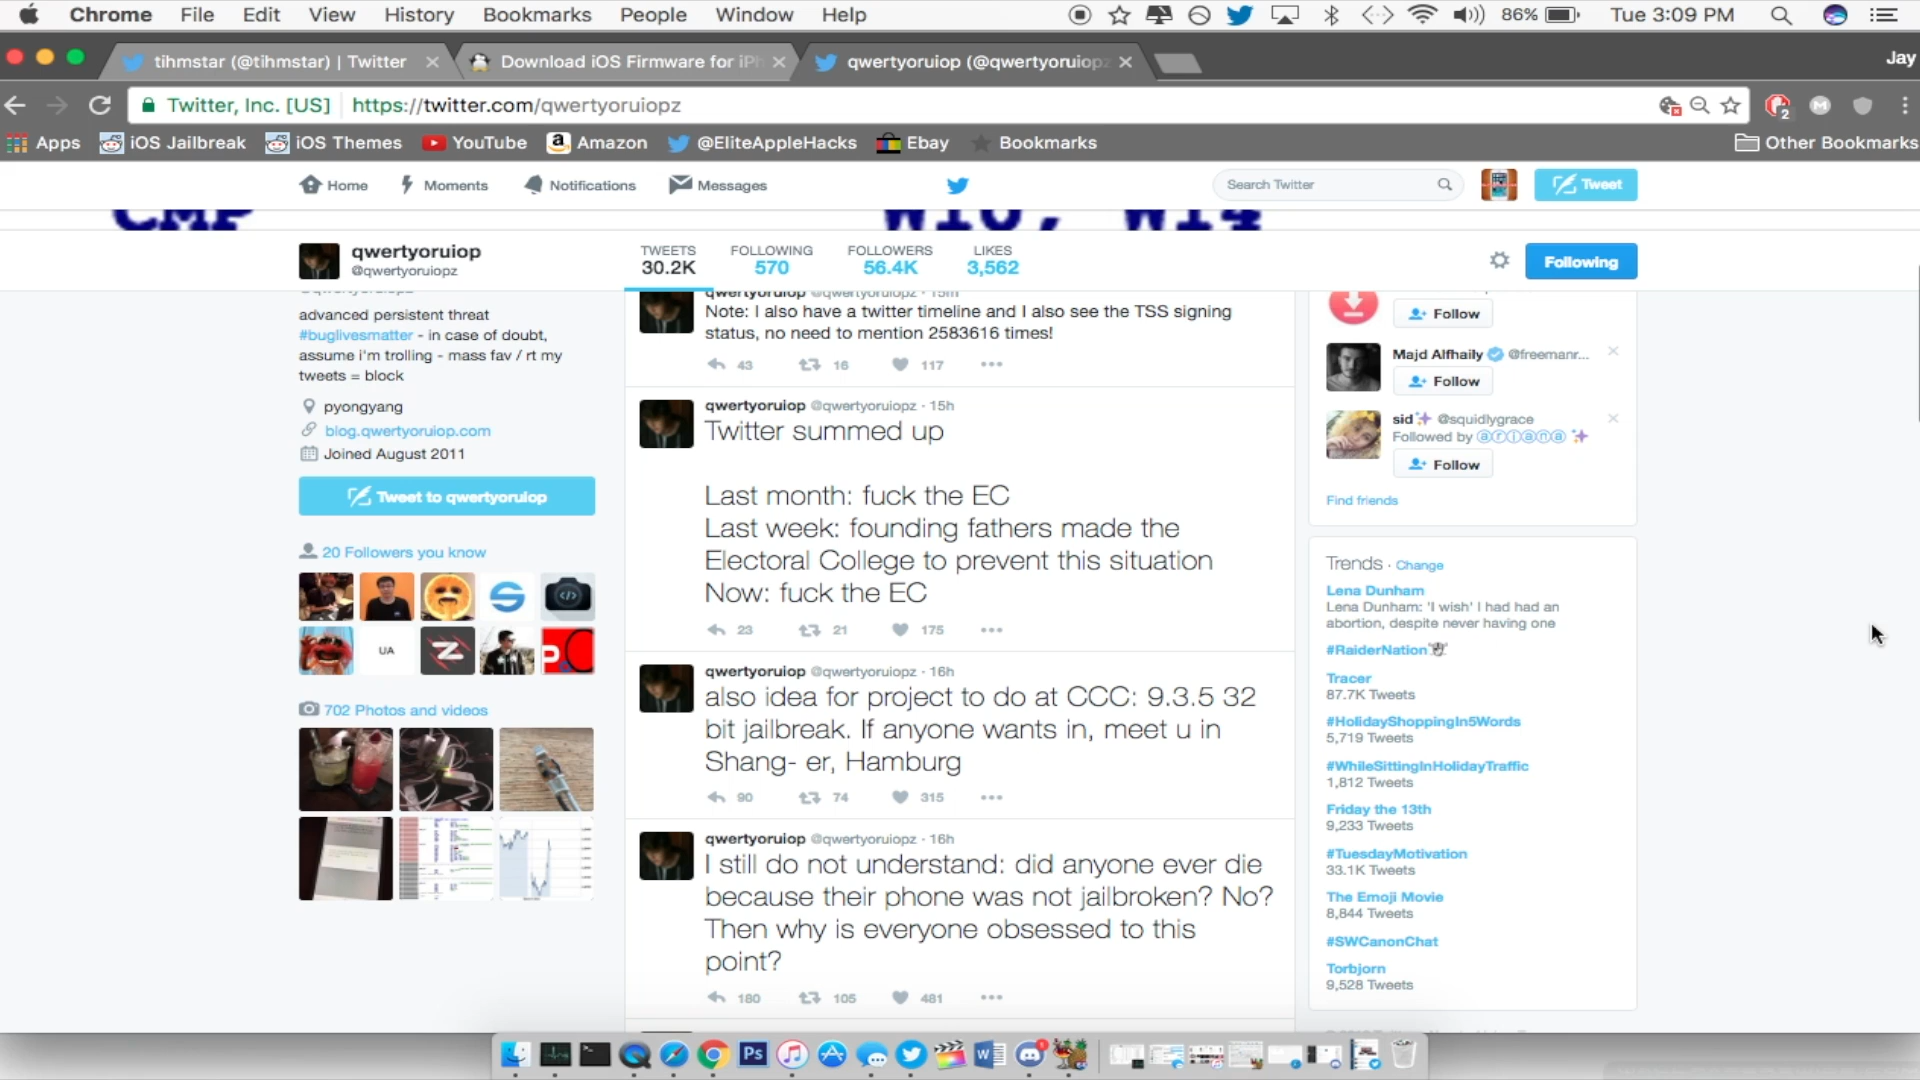 Chrome File Edit View History Bookmarks People Window Help 86% Tue 3:09 PM
tihmstar (@tihmstar) | Twitter Download iOS Firmware for iPh qwertyoruiop (@qwertyoruiopz Jay
Twitter, Inc. [US] https://twitter.com/qwertyoruiopz 2
Apps iOS Jailbreak iOS Themes YouTube Amazon @EliteAppleHacks Ebay Bookmarks Other Bookmarks
Home Moments Notifications Messages Search Twitter Tweet
CMP W10, W14
qwertyoruiop
@qwertyoruiopz
TWEETS FOLLOWING FOLLOWERS LIKES
30.2K 570 56.4K 3,562
Following
advanced persistent threat
#buglivesmatter - in case of doubt,
assume i'm trolling - mass fav / rt my
tweets = block
pyongyang
blog.qwertyoruiop.com
Joined August 2011
Tweet to qwertyoruiop
20 Followers you know
UA
702 Photos and videos
qwertyoruiop @qwertyoruiopz · 15h
Note: I also have a twitter timeline and I also see the TSS signing
status, no need to mention 2583616 times!
43 16 117
qwertyoruiop @qwertyoruiopz · 15h
Twitter summed up
Last month: fuck the EC
Last week: founding fathers made the
Electoral College to prevent this situation
Now: fuck the EC
23 21 175
qwertyoruiop @qwertyoruiopz · 16h
also idea for project to do at CCC: 9.3.5 32
bit jailbreak. If anyone wants in, meet u in
Shang- er, Hamburg
90 74 315
qwertyoruiop @qwertyoruiopz · 16h
I still do not understand: did anyone ever die
because their phone was not jailbroken? No?
Then why is everyone obsessed to this
point?
180 105 481
Follow
Majd Alfhaily @freemanr...
Follow
sid @squidlygrace
Followed by ⓐⓡⓘⓐⓝⓐ
Follow
Find friends
Trends · Change
Lena Dunham
Lena Dunham: 'I wish' I had had an
abortion, despite never having one
#RaiderNation
Tracer
87.7K Tweets
#HolidayShoppingIn5Words
5,719 Tweets
#WhileSittingInHolidayTraffic
1,812 Tweets
Friday the 13th
9,233 Tweets
#TuesdayMotivation
33.1K Tweets
The Emoji Movie
8,844 Tweets
#SWCanonChat
Torbjorn
9,528 Tweets
Ps